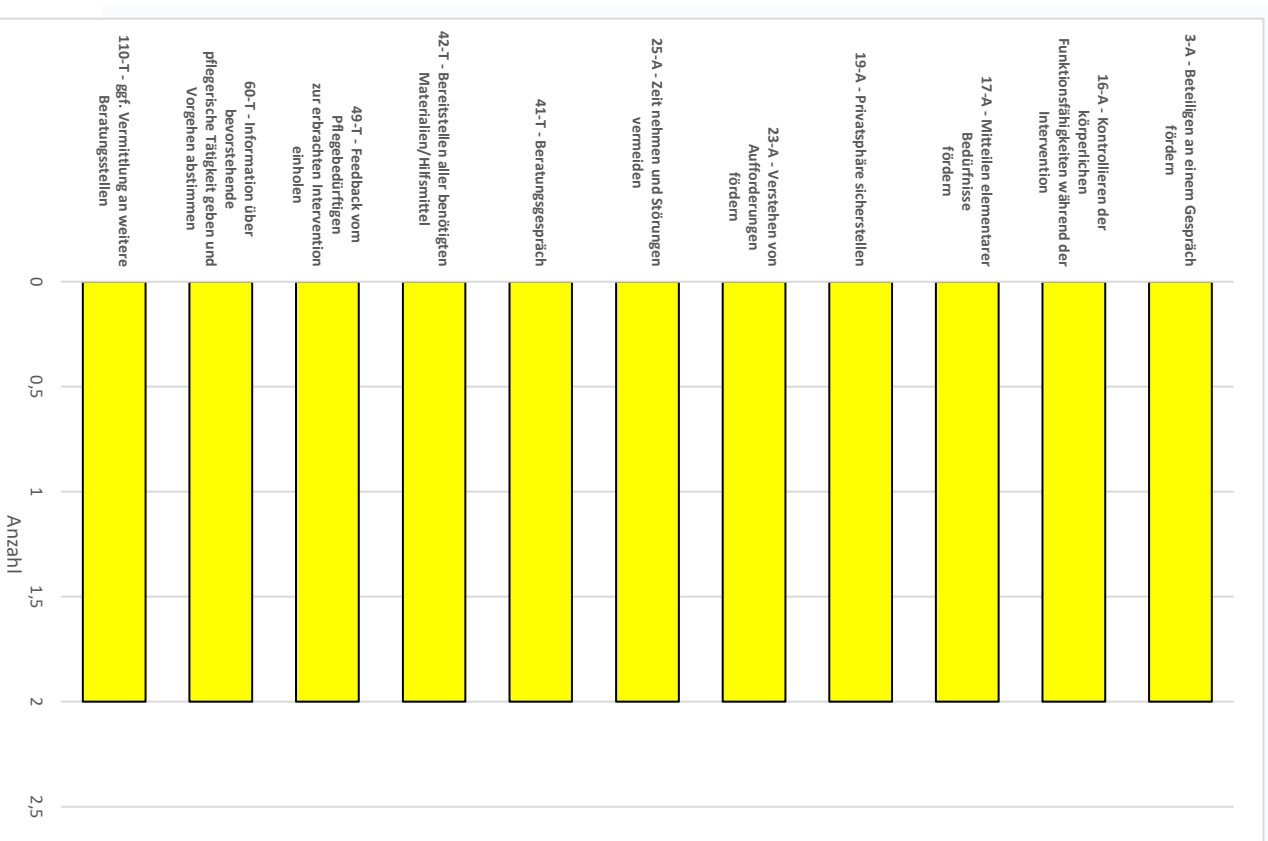 3-A - Beteiligen an einem Gespräch
fördern
16-A - Kontrollieren der
körperlichen
Funktionsfähigkeiten während der
Intervention
17-A - Mitteilen elementarer
Bedürfnisse
fördern
19-A - Privatsphäre sicherstellen
23-A - Verstehen von
Aufforderungen
fördern
25-A - Zeit nehmen und Störungen
vermeiden
41-T - Beratungsgespräch
42-T - Bereitstellen aller benötigten
Materialien/Hilfsmittel
49-T - Feedback vom
Pflegebedürftigen
zur erbrachten Intervention
einholen
60-T - Information über
bevorstehende
pflegerische Tätigkeit geben und
Vorgehen abstimmen
110-T - ggf. Vermittlung an weitere
Beratungsstellen
0
0,5
1
1,5
2
2,5
Anzahl